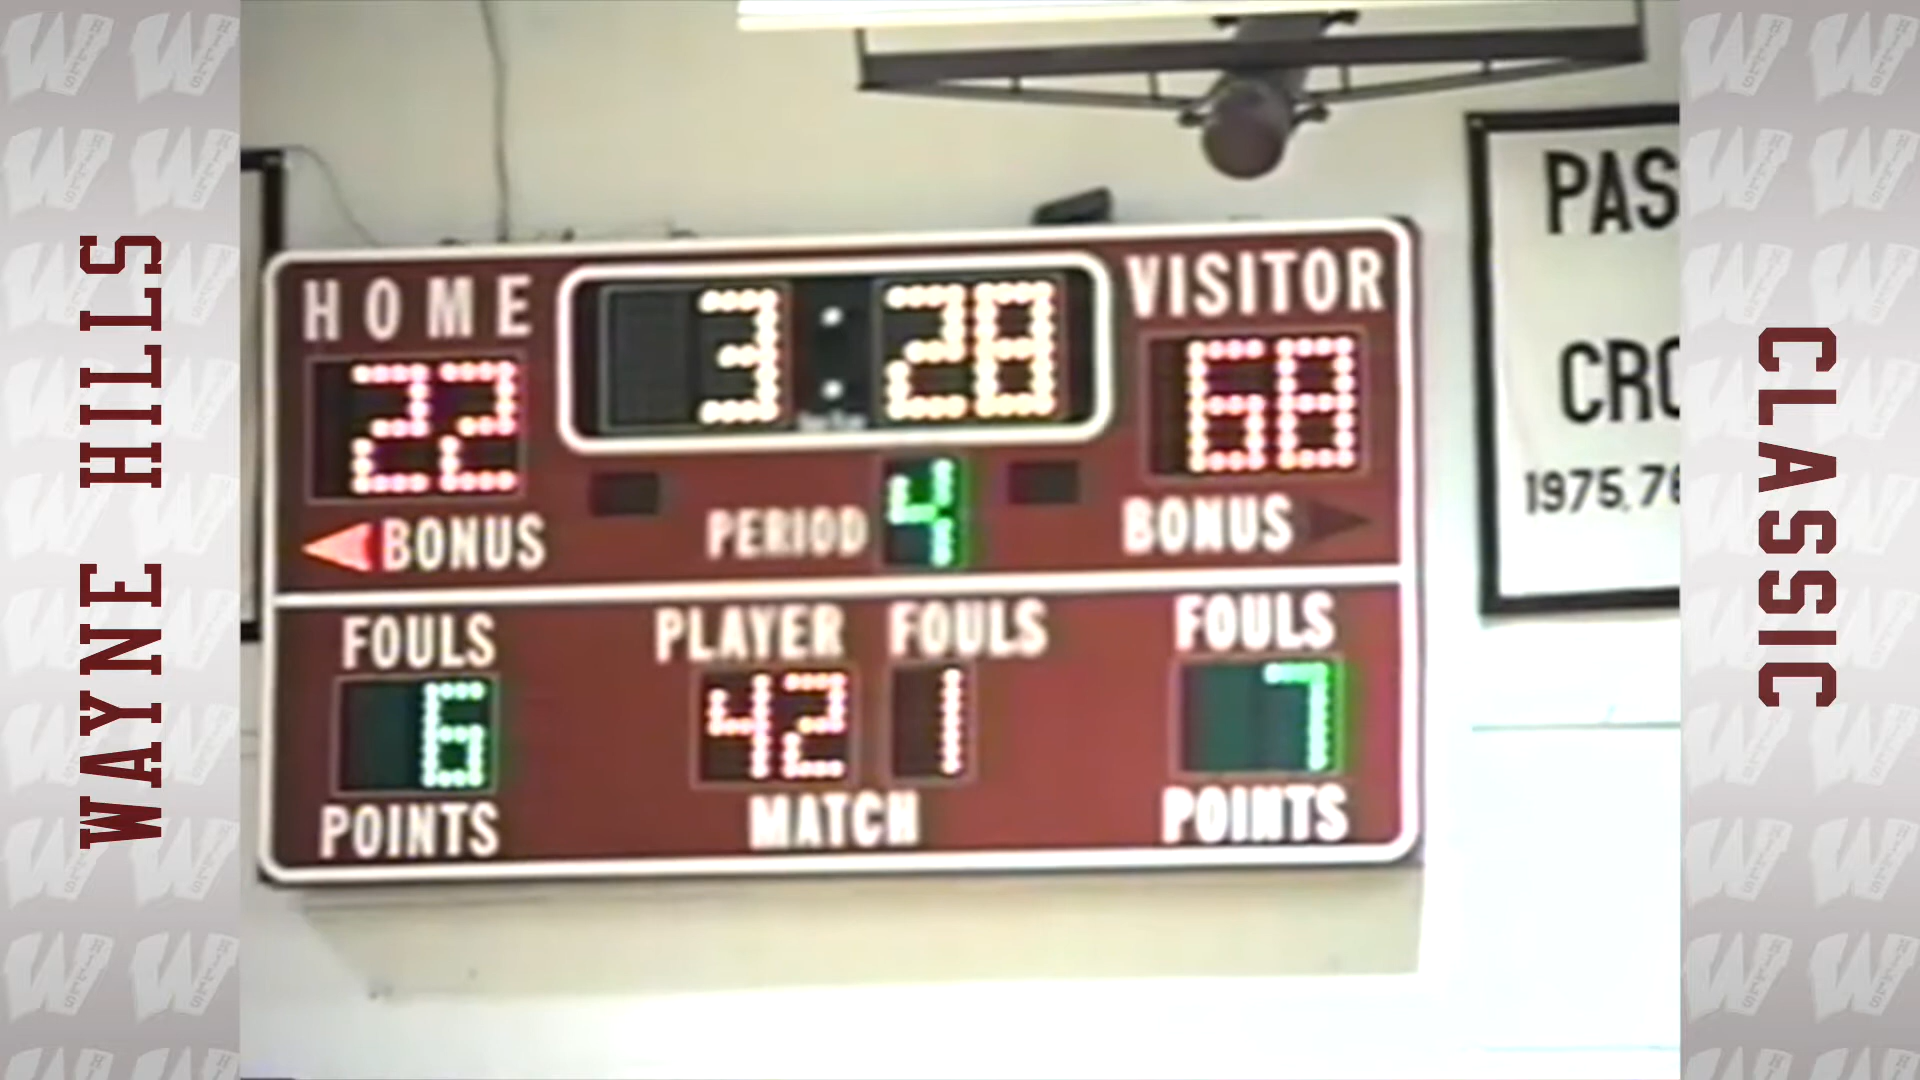 WAYNE HILLS
HOME
3:28
VISITOR
22
68
BONUS
PERIOD 4
BONUS
FOULS
PLAYER FOULS
FOULS
6
42 1
7
POINTS
MATCH
POINTS
PAS
CRO
1975, 76
CLASSIC